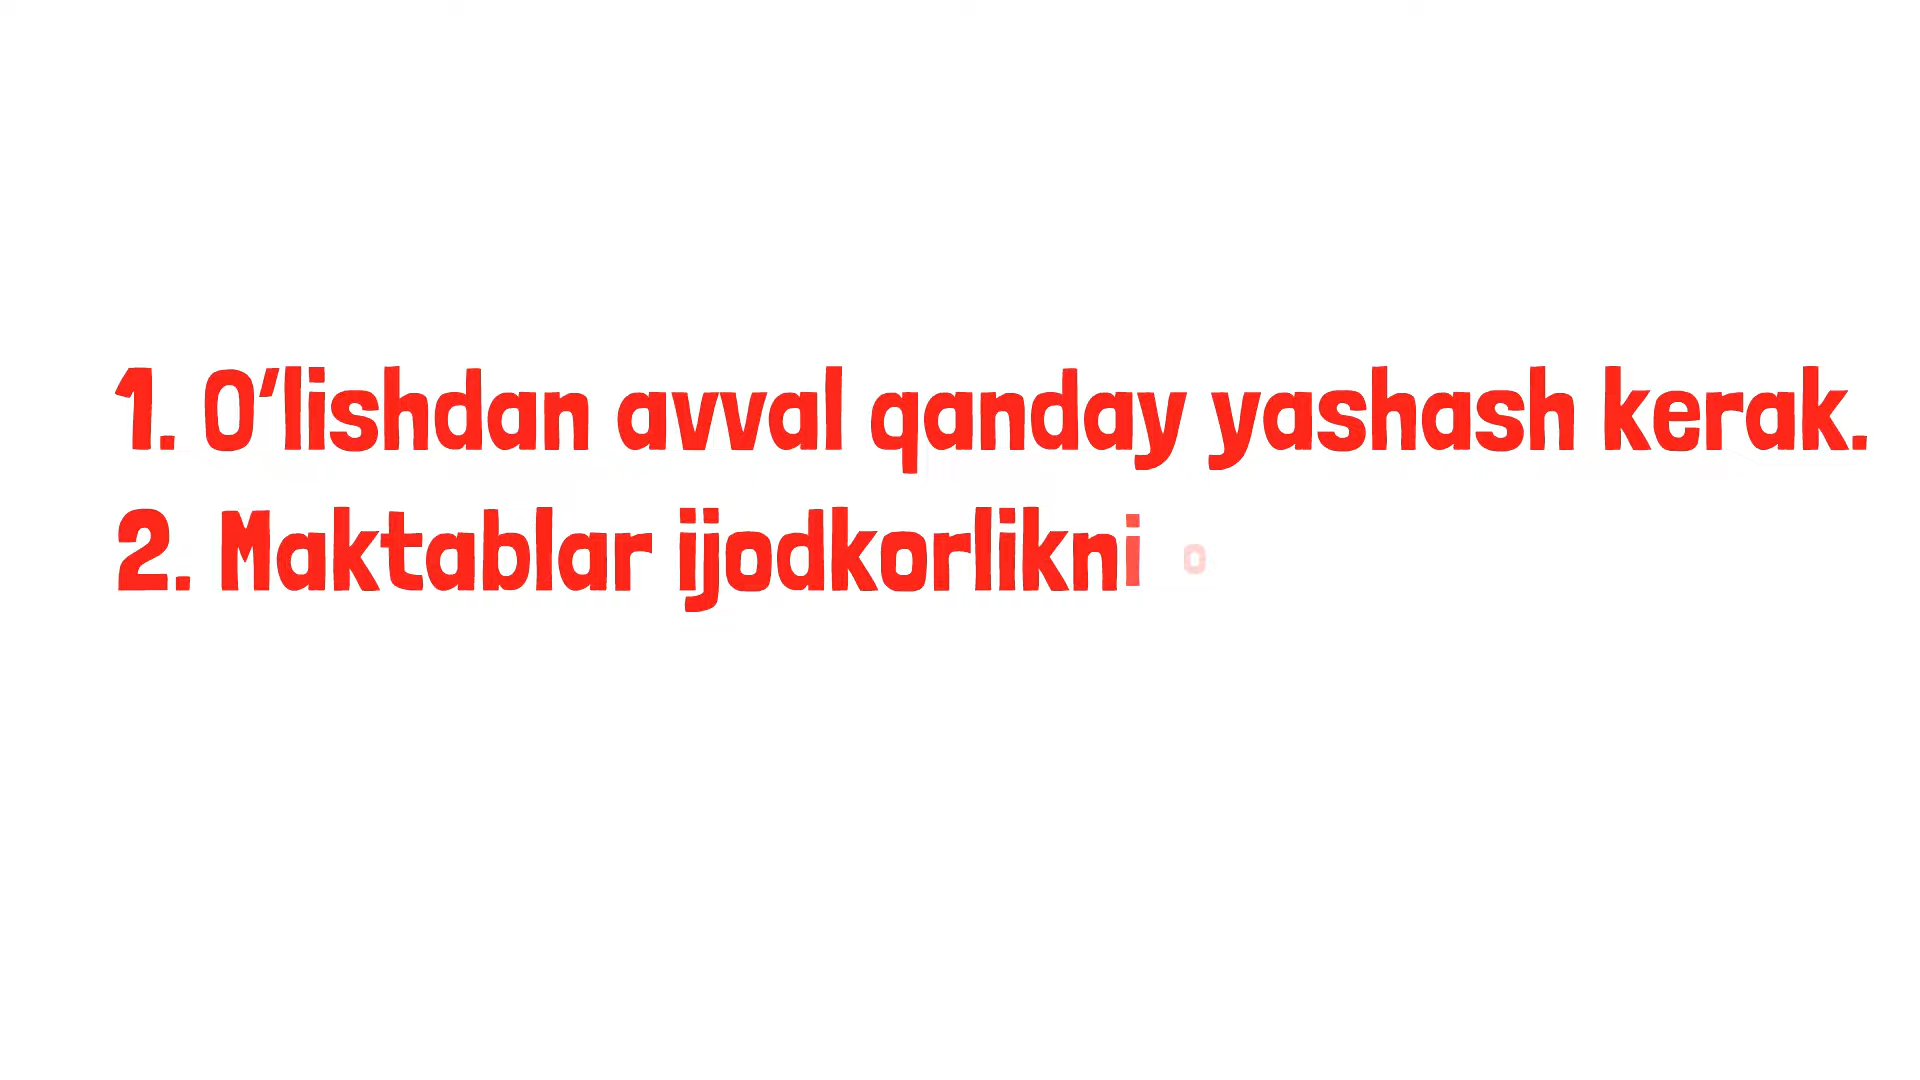 1. O‘lishdan avval qanday yashash kerak.
2. Maktablar ijodkorlikni